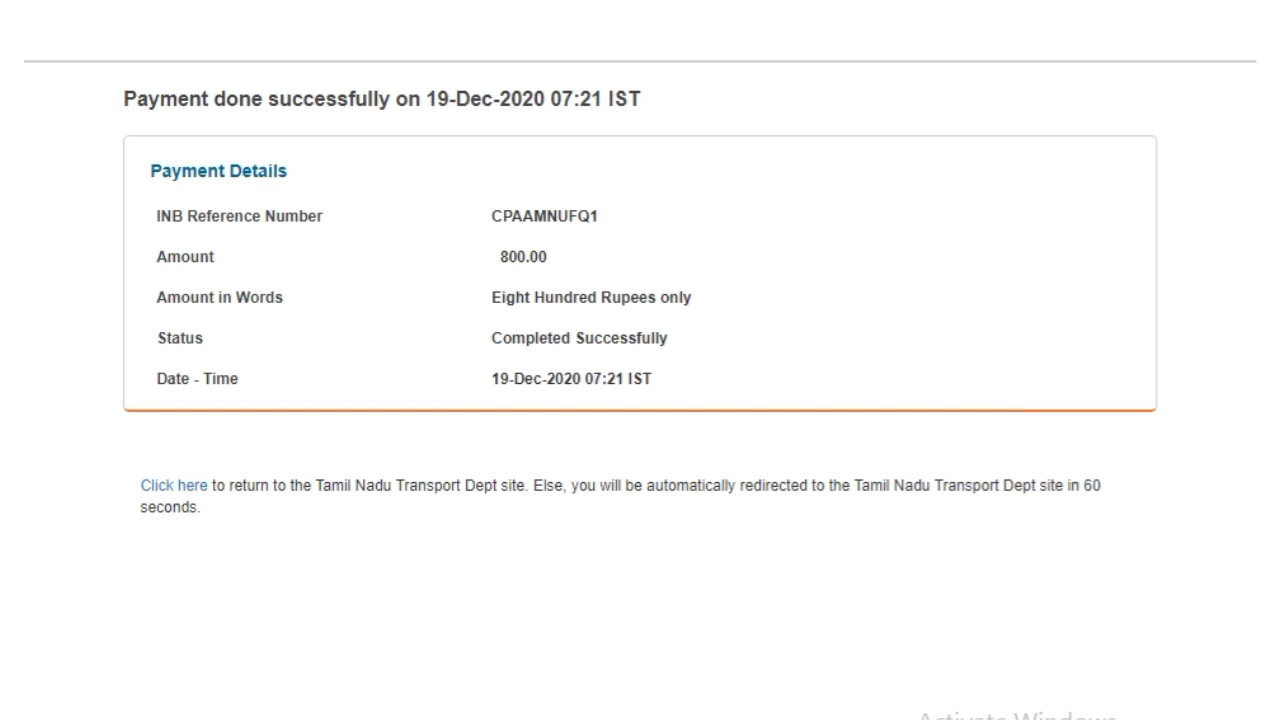 Payment done successfully on 19-Dec-2020 07:21 IST
Payment Details
INB Reference Number CPAAMNUFQ1
Amount 800.00
Amount in Words Eight Hundred Rupees only
Status Completed Successfully
Date - Time 19-Dec-2020 07:21 IST
Click here to return to the Tamil Nadu Transport Dept site. Else, you will be automatically redirected to the Tamil Nadu Transport Dept site in 60
seconds.
Activate Windows